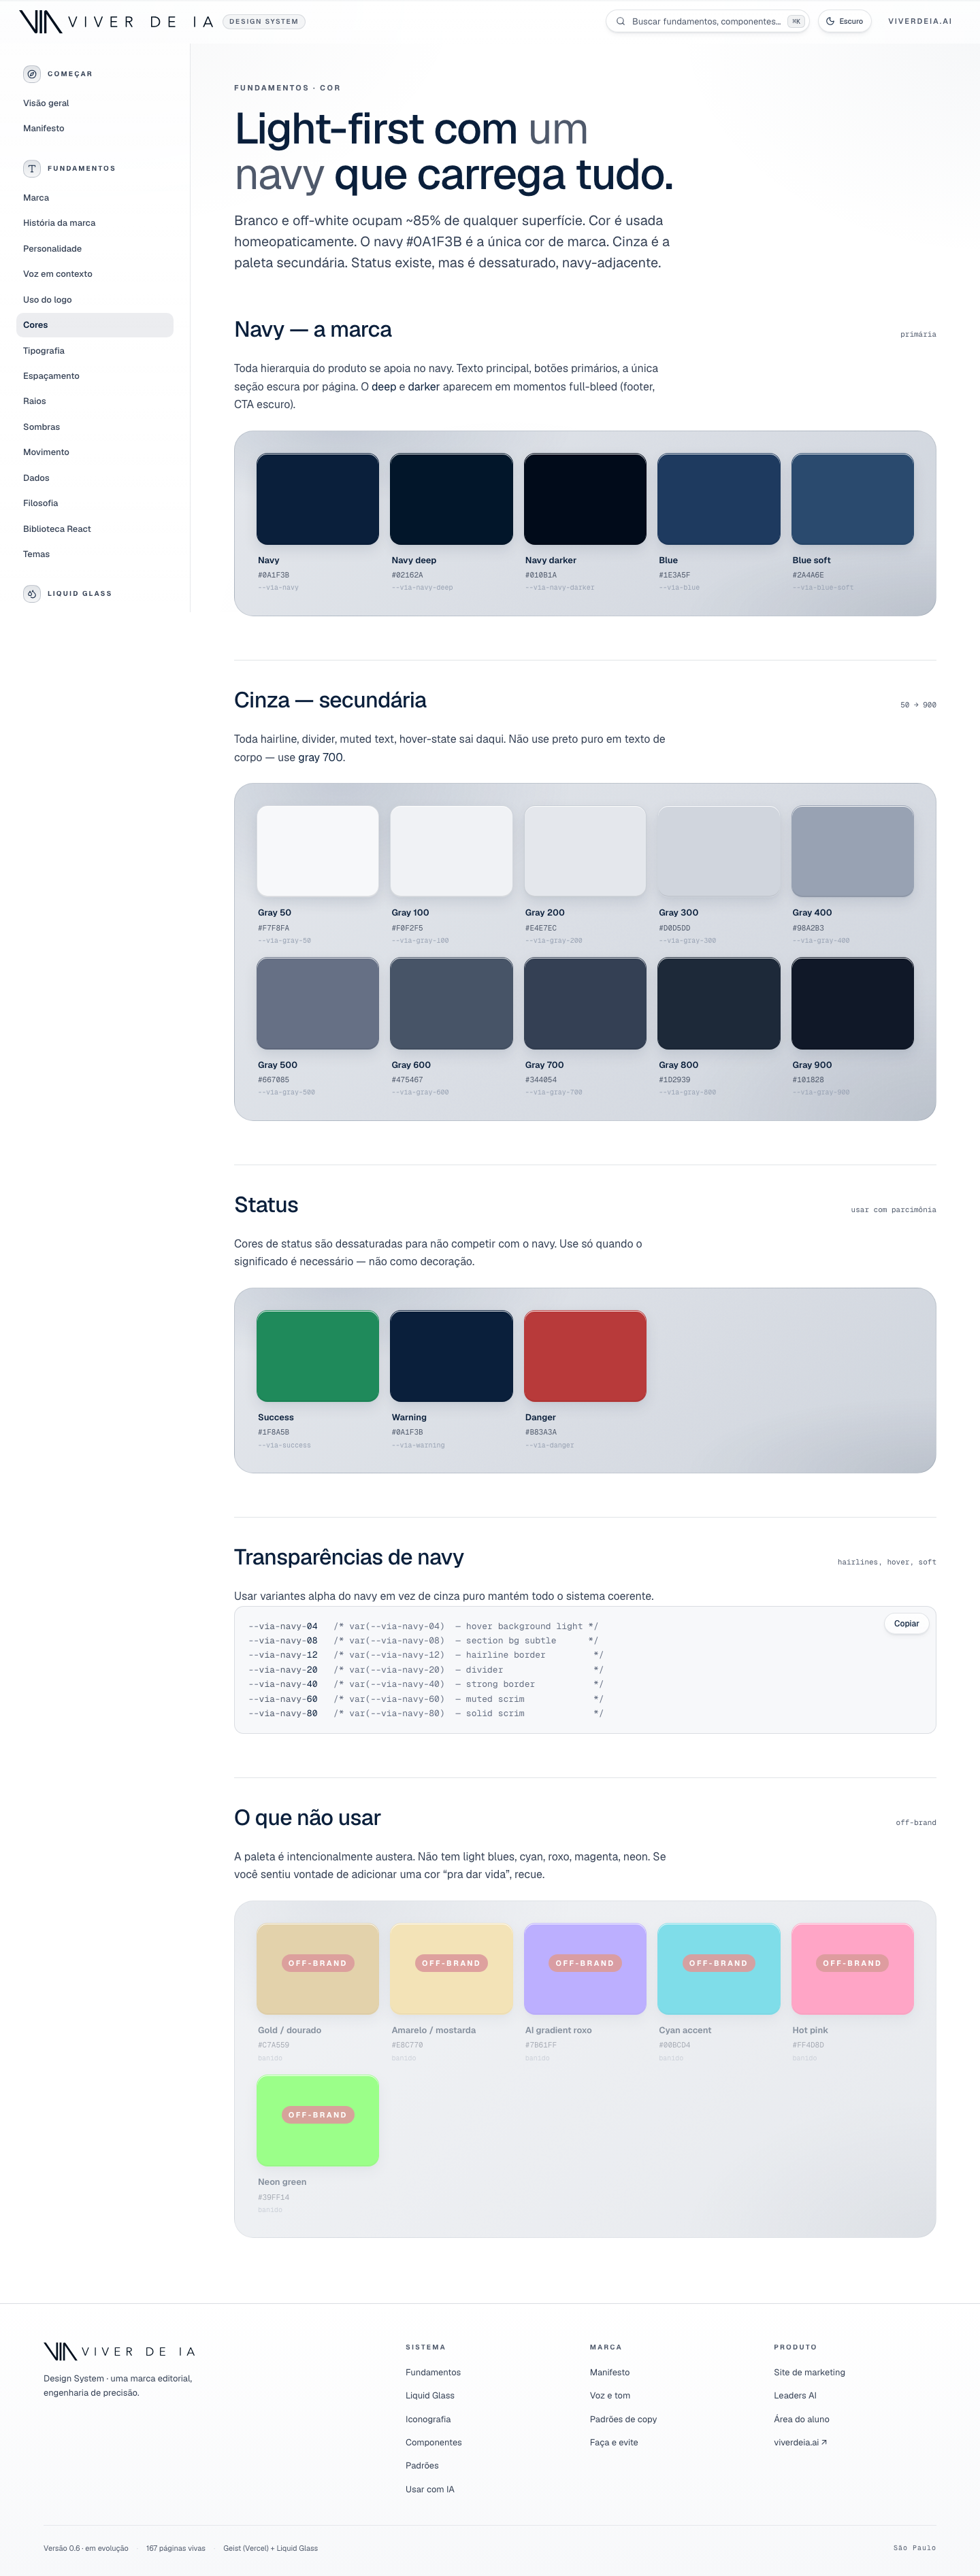 VIVER DE IA
DESIGN SYSTEM
Buscar fundamentos, componentes...
⌘K
Escuro
VIVERDEIA.AI
COMEÇAR
Visão geral
Manifesto
FUNDAMENTOS
Marca
História da marca
Personalidade
Voz em contexto
Uso do logo
Cores
Tipografia
Espaçamento
Raios
Sombras
Movimento
Dados
Filosofia
Biblioteca React
Temas
LIQUID GLASS
FUNDAMENTOS · COR
Light-first com um
navy que carrega tudo.
Branco e off-white ocupam ~85% de qualquer superfície. Cor é usada
homeopaticamente. O navy #0A1F3B é a única cor de marca. Cinza é a
paleta secundária. Status existe, mas é dessaturado, navy-adjacente.
Navy — a marca
primária
Toda hierarquia do produto se apoia no navy. Texto principal, botões primários, a única
seção escura por página. O deep e darker aparecem em momentos full-bleed (footer,
CTA escuro).
Navy
#0A1F3B
--via-navy
Navy deep
#02162A
--via-navy-deep
Navy darker
#010B1A
--via-navy-darker
Blue
#1E3A5F
--via-blue
Blue soft
#2A4A6E
--via-blue-soft
Cinza — secundária
50 → 900
Toda hairline, divider, muted text, hover-state sai daqui. Não use preto puro em texto de
corpo — use gray 700.
Gray 50
#F7F8FA
--via-gray-50
Gray 100
#F0F2F5
--via-gray-100
Gray 200
#E4E7EC
--via-gray-200
Gray 300
#D0D5DD
--via-gray-300
Gray 400
#98A2B3
--via-gray-400
Gray 500
#667085
--via-gray-500
Gray 600
#475467
--via-gray-600
Gray 700
#344054
--via-gray-700
Gray 800
#1D2939
--via-gray-800
Gray 900
#101828
--via-gray-900
Status
usar com parcimônia
Cores de status são dessaturadas para não competir com o navy. Use só quando o
significado é necessário — não como decoração.
Success
#1F8A5B
--via-success
Warning
#0A1F3B
--via-warning
Danger
#B83A3A
--via-danger
Transparências de navy
hairlines, hover, soft
Usar variantes alpha do navy em vez de cinza puro mantém todo o sistema coerente.
Copiar
--via-navy-04 /* var(--via-navy-04) — hover background light */
--via-navy-08 /* var(--via-navy-08) — section bg subtle */
--via-navy-12 /* var(--via-navy-12) — hairline border */
--via-navy-20 /* var(--via-navy-20) — divider */
--via-navy-40 /* var(--via-navy-40) — strong border */
--via-navy-60 /* var(--via-navy-60) — muted scrim */
--via-navy-80 /* var(--via-navy-80) — solid scrim */
O que não usar
off-brand
A paleta é intencionalmente austera. Não tem light blues, cyan, roxo, magenta, neon. Se
você sentiu vontade de adicionar uma cor “pra dar vida”, recue.
OFF-BRAND
Gold / dourado
#C7A559
banido
OFF-BRAND
Amarelo / mostarda
#E8C770
banido
OFF-BRAND
AI gradient roxo
#7B61FF
banido
OFF-BRAND
Cyan accent
#00BCD4
banido
OFF-BRAND
Hot pink
#FF4D8D
banido
OFF-BRAND
Neon green
#39FF14
banido
VIVER DE IA
Design System · uma marca editorial,
engenharia de precisão.
SISTEMA
Fundamentos
Liquid Glass
Iconografia
Componentes
Padrões
Usar com IA
MARCA
Manifesto
Voz e tom
Padrões de copy
Faça e evite
PRODUTO
Site de marketing
Leaders AI
Área do aluno
viverdeia.ai ↗
Versão 0.6 · em evolução
167 páginas vivas
Geist (Vercel) + Liquid Glass
São Paulo